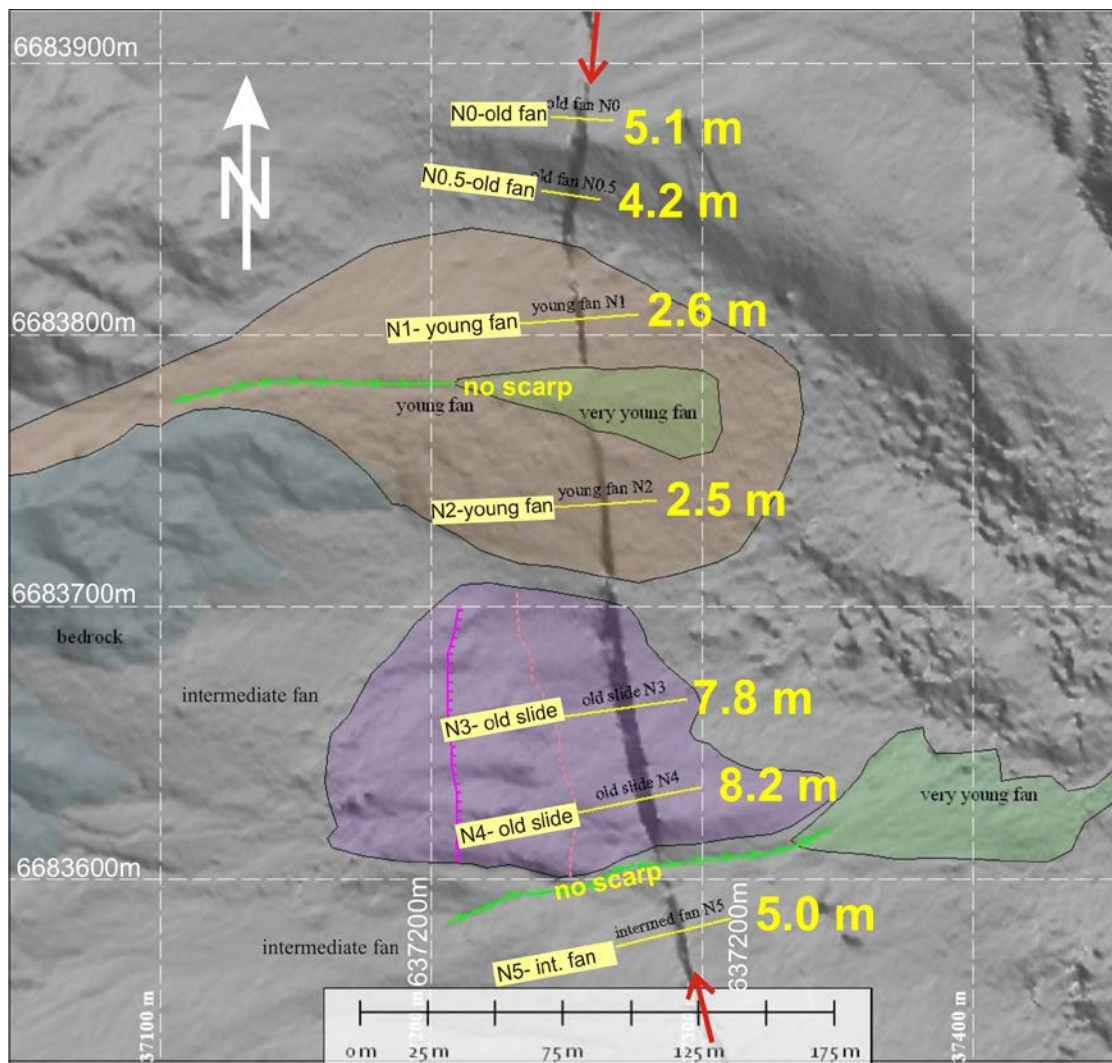 6683900m
old fan N0
N0-old fan
5.1 m
N
old fan N0.5
N0.5-old fan
4.2 m
young fan N1
2.6 m
N1- young fan
6683800m
no scarp
young fan
very young fan
young fan N2
2.5 m
N2-young fan
6683700m
bedrock
intermediate fan
old slide N3
7.8 m
N3- old slide
old slide N4
8.2 m
very young fan
N4- old slide
6683600m
no scarp
637200m
637200m
intermed fan N5
5.0 m
intermediate fan
N5- int. fan
37100 m
37400 m
0 m
25 m
75 m
125 m
175 m